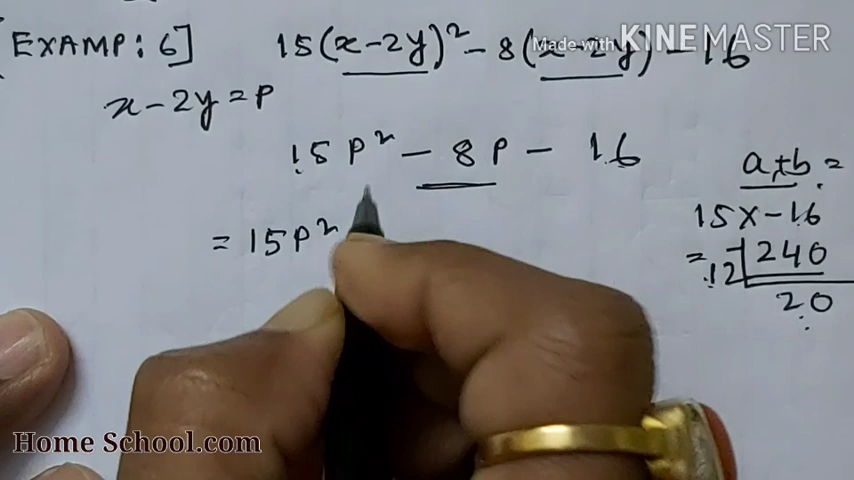 [EXAMP: 6] 15(x-2y)² - 8(x-2y) - 16
Made with KINEMASTER
x-2y=P
15P² - 8P - 16
a+b=
15X-16
= 15P²
= -240
12
20
Home School.com